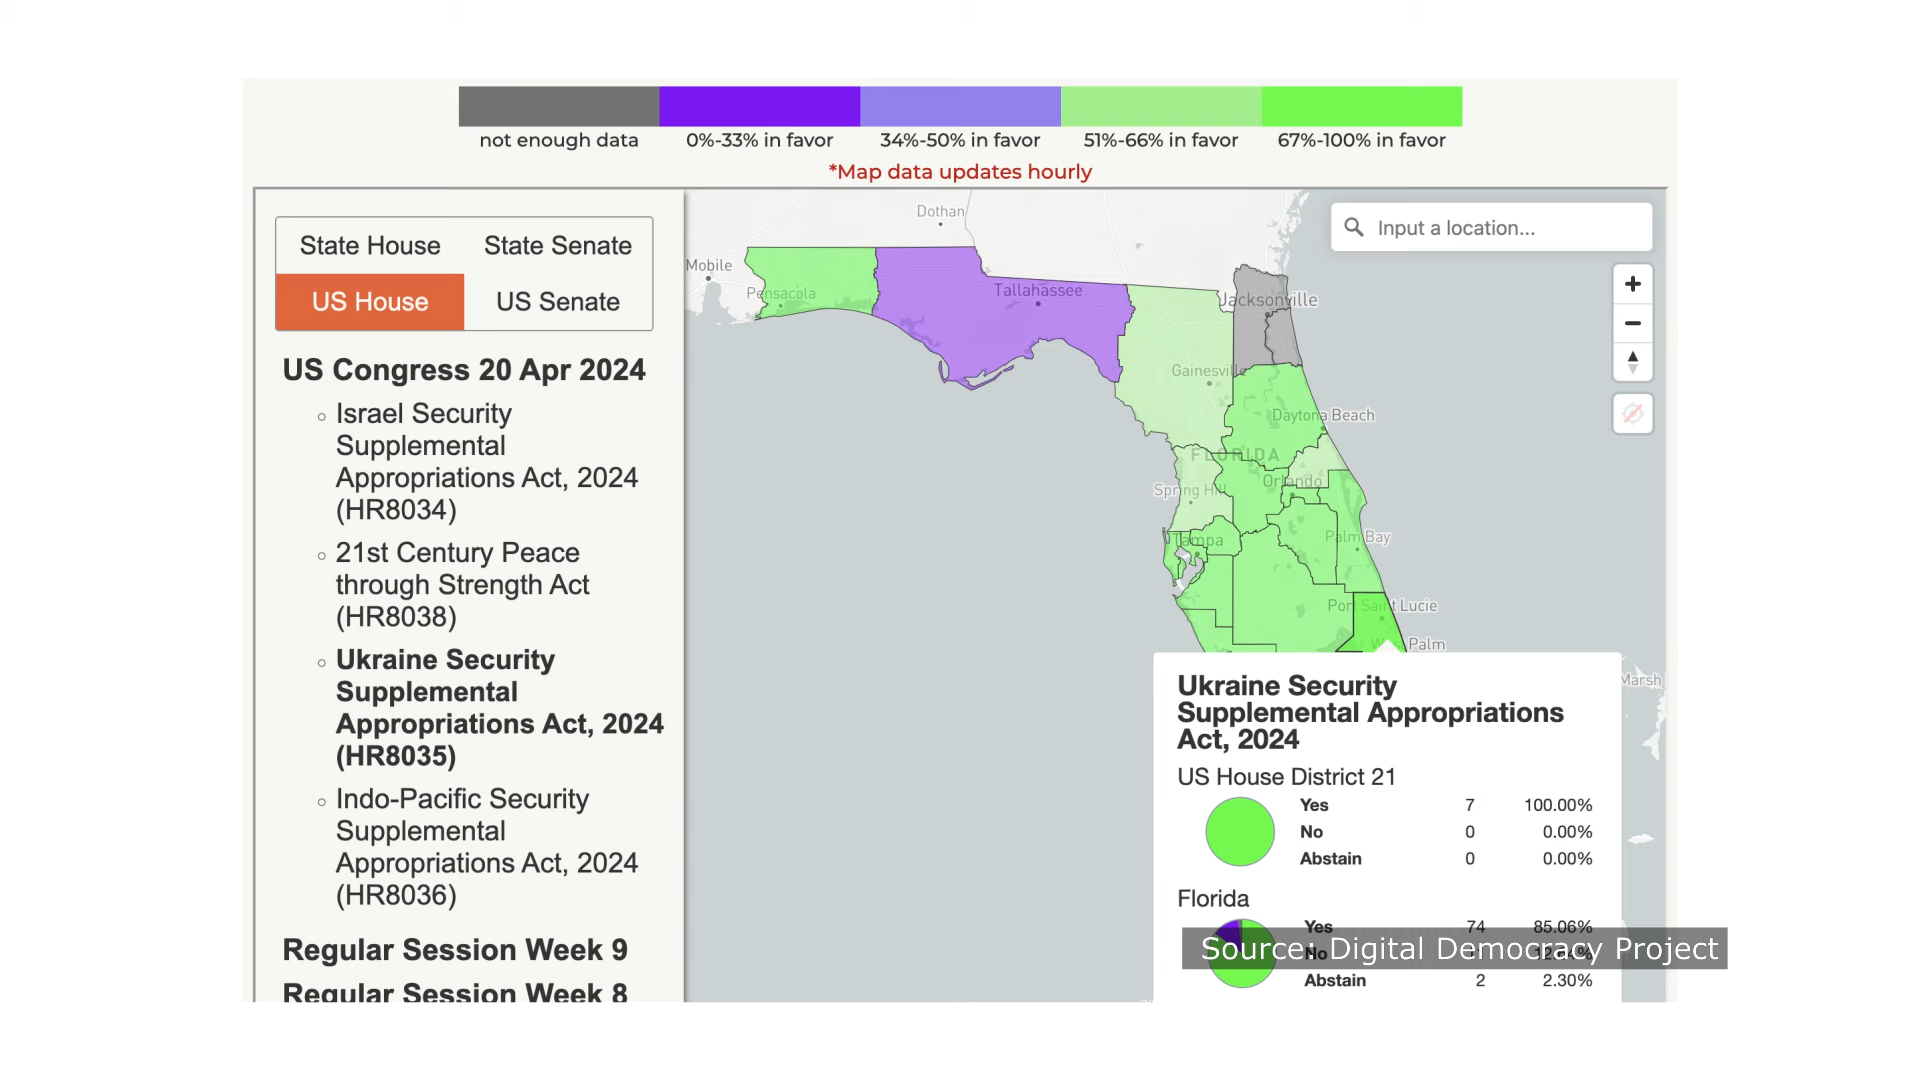 not enough data
0%-33% in favor
34%-50% in favor
51%-66% in favor
67%-100% in favor
*Map data updates hourly
State House
State Senate
US House
US Senate
US Congress 20 Apr 2024
Israel Security
Supplemental
Appropriations Act, 2024
(HR8034)
21st Century Peace
through Strength Act
(HR8038)
Ukraine Security
Supplemental
Appropriations Act, 2024
(HR8035)
Indo-Pacific Security
Supplemental
Appropriations Act, 2024
(HR8036)
Regular Session Week 9
Regular Session Week 8
Input a location...
Dothan
Mobile
Pensacola
Tallahassee
Jacksonville
Gainesville
Daytona Beach
FLORIDA
Orlando
Spring Hill
Tampa
Palm Bay
Port Saint Lucie
West Palm
Marsh
Ukraine Security
Supplemental Appropriations
Act, 2024
US House District 21
Yes 7 100.00%
No 0 0.00%
Abstain 0 0.00%
Florida
Yes 74 85.06%
No
Abstain 2 2.30%
Source: Digital Democracy Project